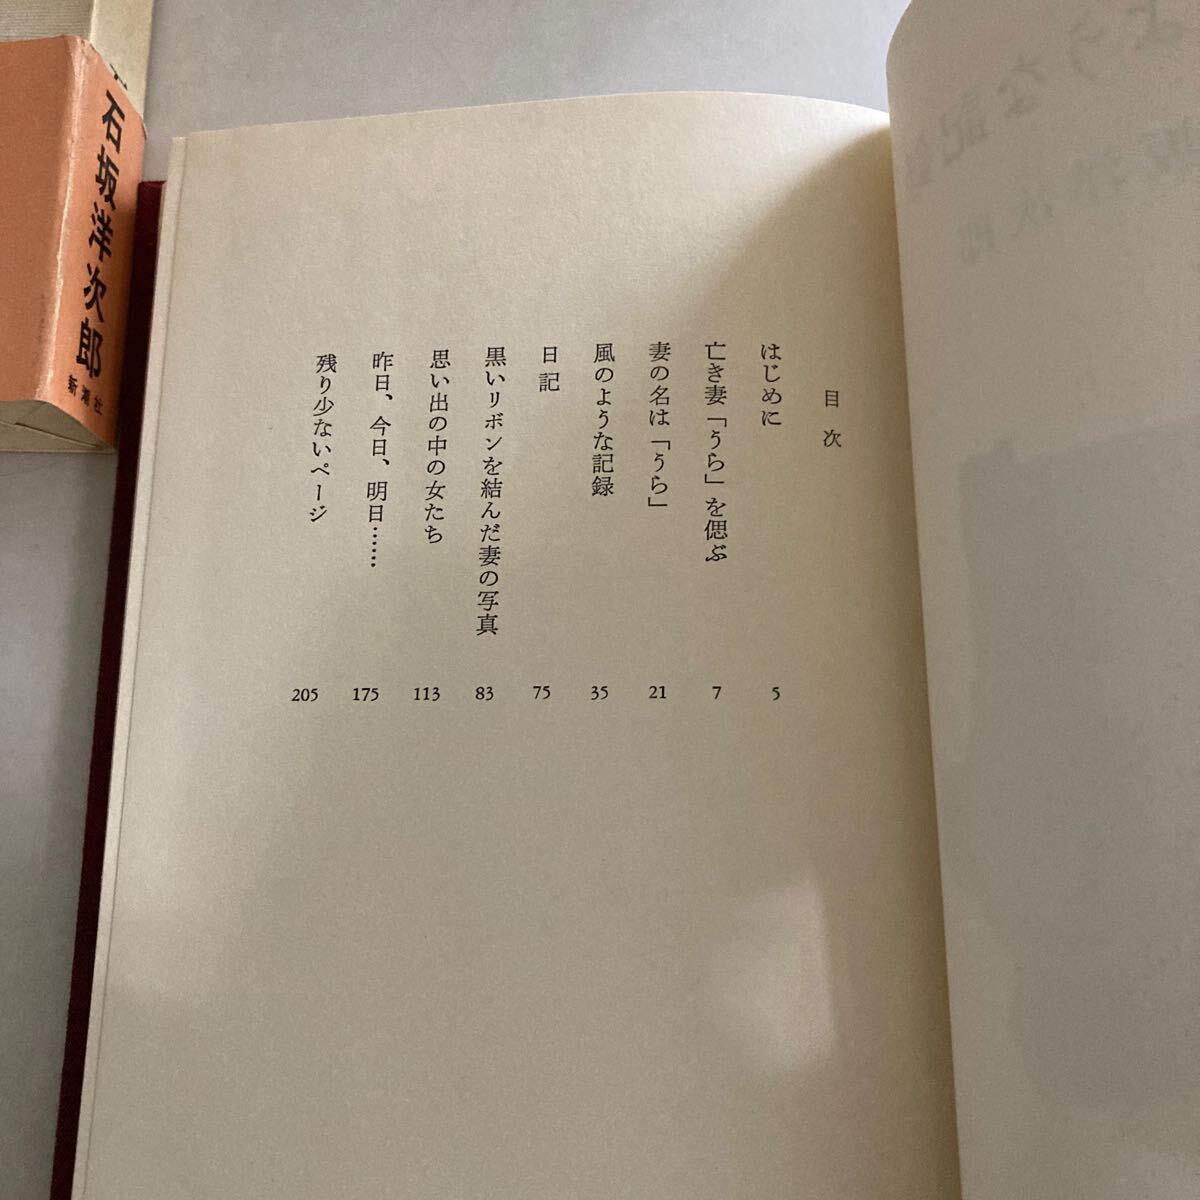 目次
はじめに 5
亡き妻「うら」を偲ぶ 7
妻の名は「うら」 21
風のような記録 35
日記 75
黒いリボンを結んだ妻の写真 83
思い出の中の女たち 113
昨日、今日、明日…… 175
残り少ないページ 205
石坂洋次郎
新潮社